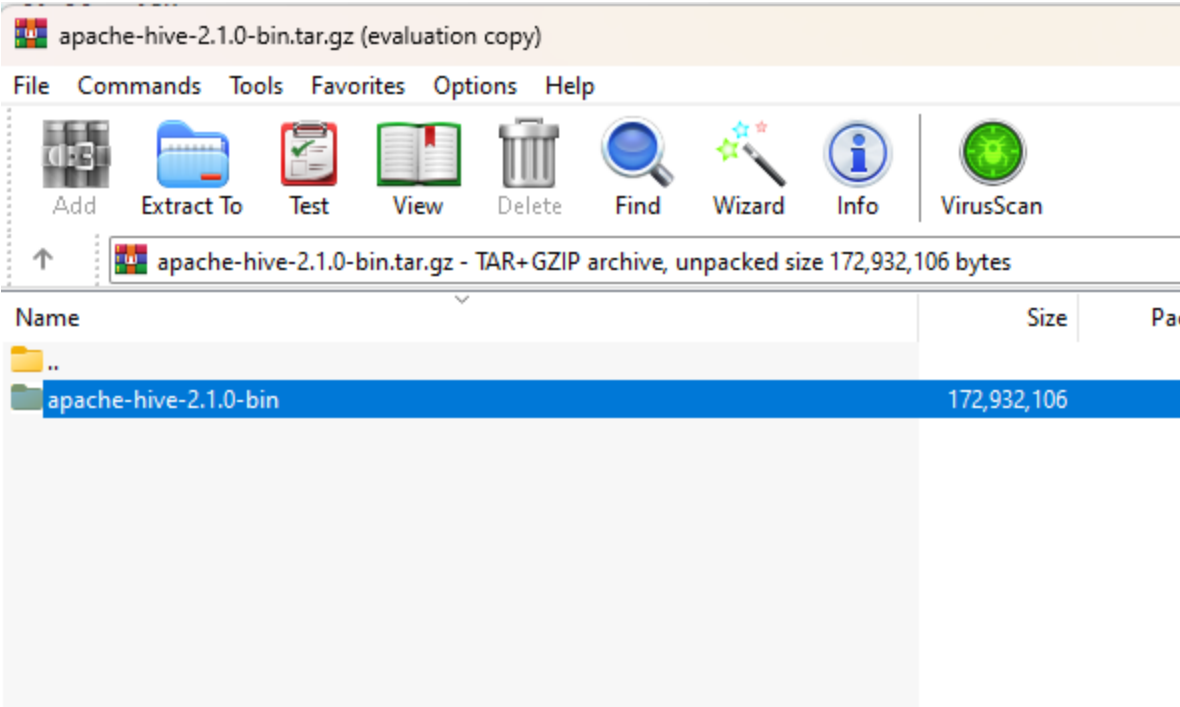 apache-hive-2.1.0-bin.tar.gz (evaluation copy)
File Commands Tools Favorites Options Help
Add Extract To Test View Delete Find Wizard Info VirusScan
apache-hive-2.1.0-bin.tar.gz - TAR+GZIP archive, unpacked size 172,932,106 bytes
Name Size Pa
..
apache-hive-2.1.0-bin 172,932,106